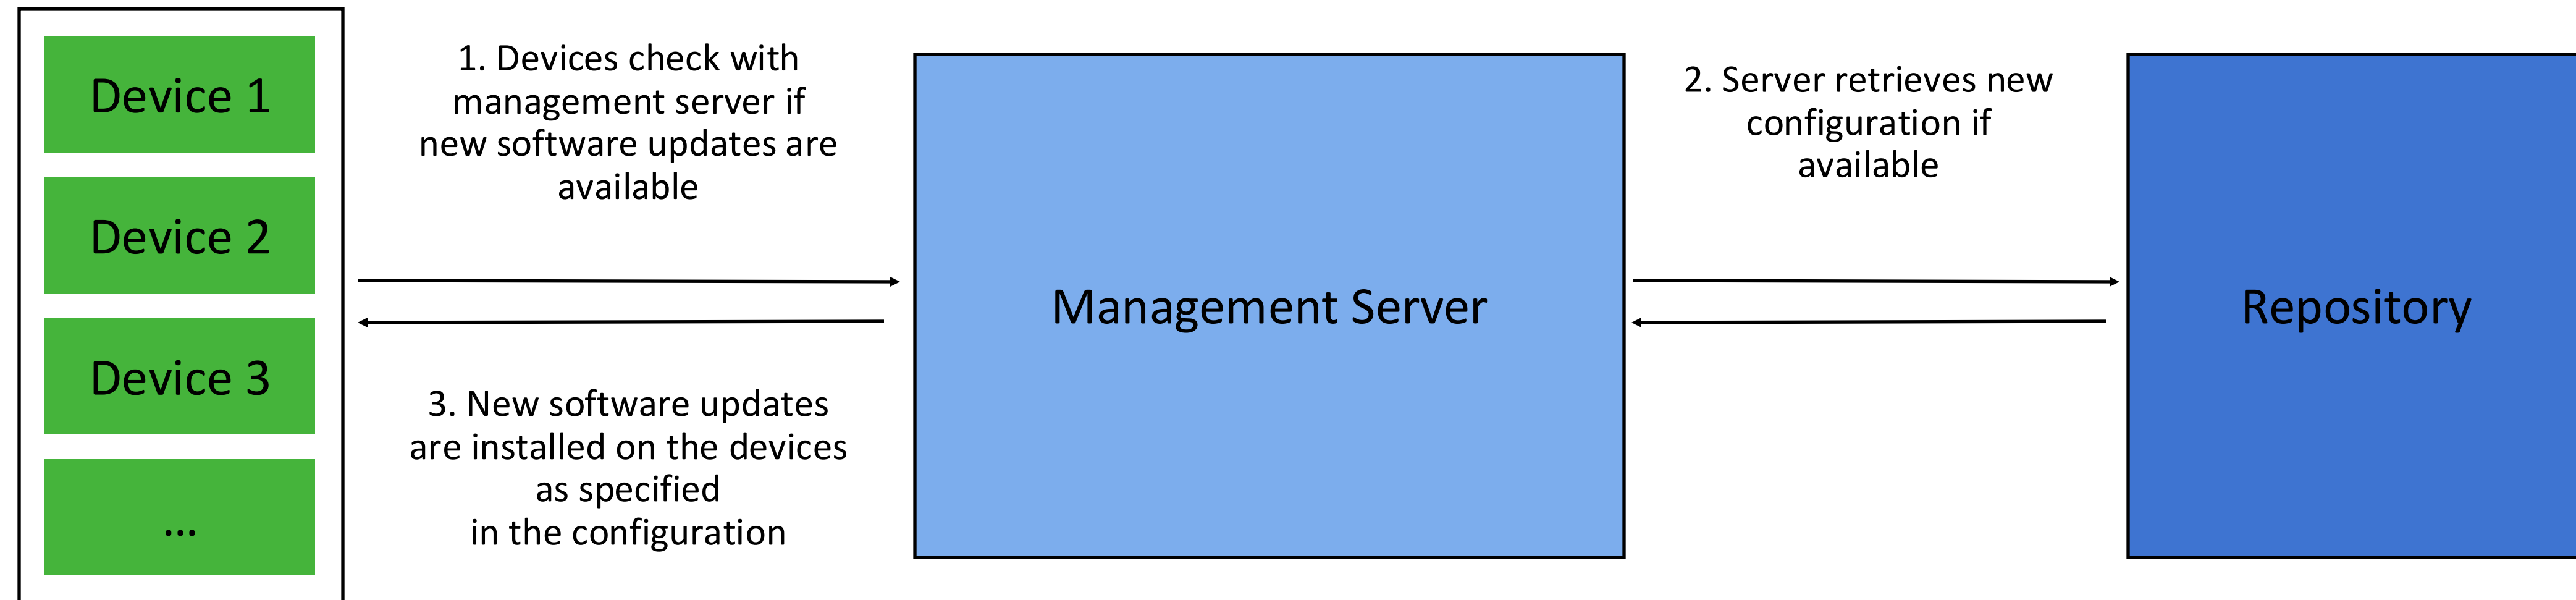 Device 1
Device 2
Device 3
...
1. Devices check with
management server if
new software updates are
available
3. New software updates
are installed on the devices
as specified
in the configuration
Management Server
2. Server retrieves new
configuration if
available
Repository